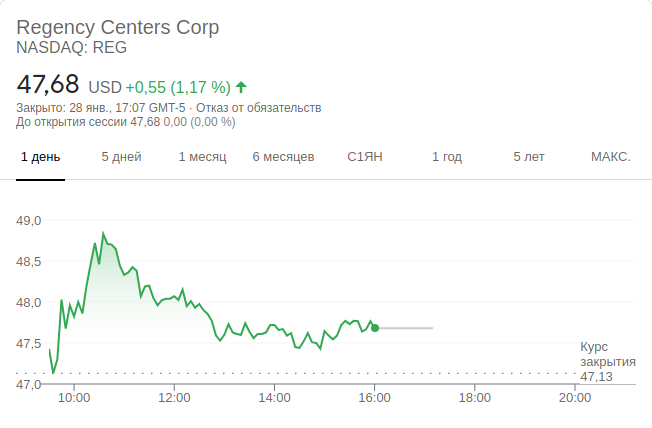 Regency Centers Corp
NASDAQ: REG
47,68 USD +0,55 (1,17 %)
Закрыто: 28 янв., 17:07 GMT-5 · Отказ от обязательств
До открытия сессии 47,68 0,00 (0,00 %)
1 день 5 дней 1 месяц 6 месяцев С1ЯН 1 год 5 лет МАКС.
49,0
48,5
48,0
47,5
Курс
закрытия
47,13
47,0
10:00 12:00 14:00 16:00 18:00 20:00